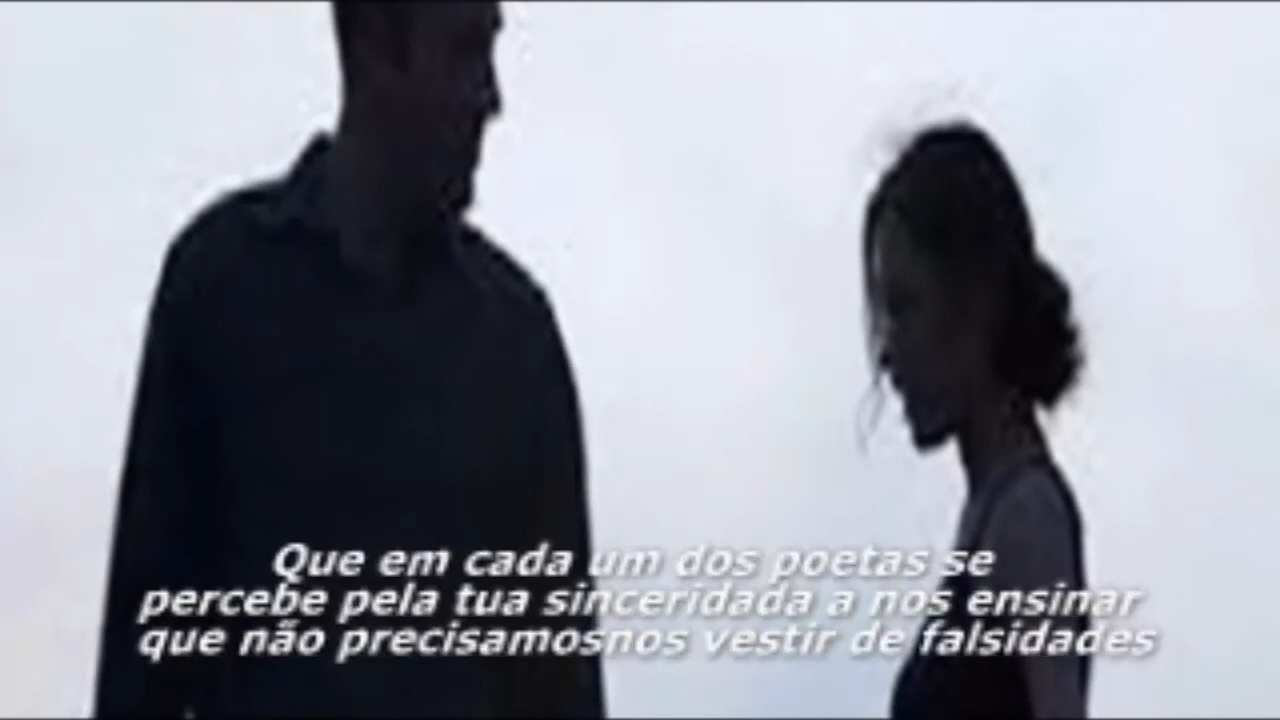 Que em cada um dos poetas se
percebe pela tua sinceridada a nos ensinar
que não precisamosnos vestir de falsidades